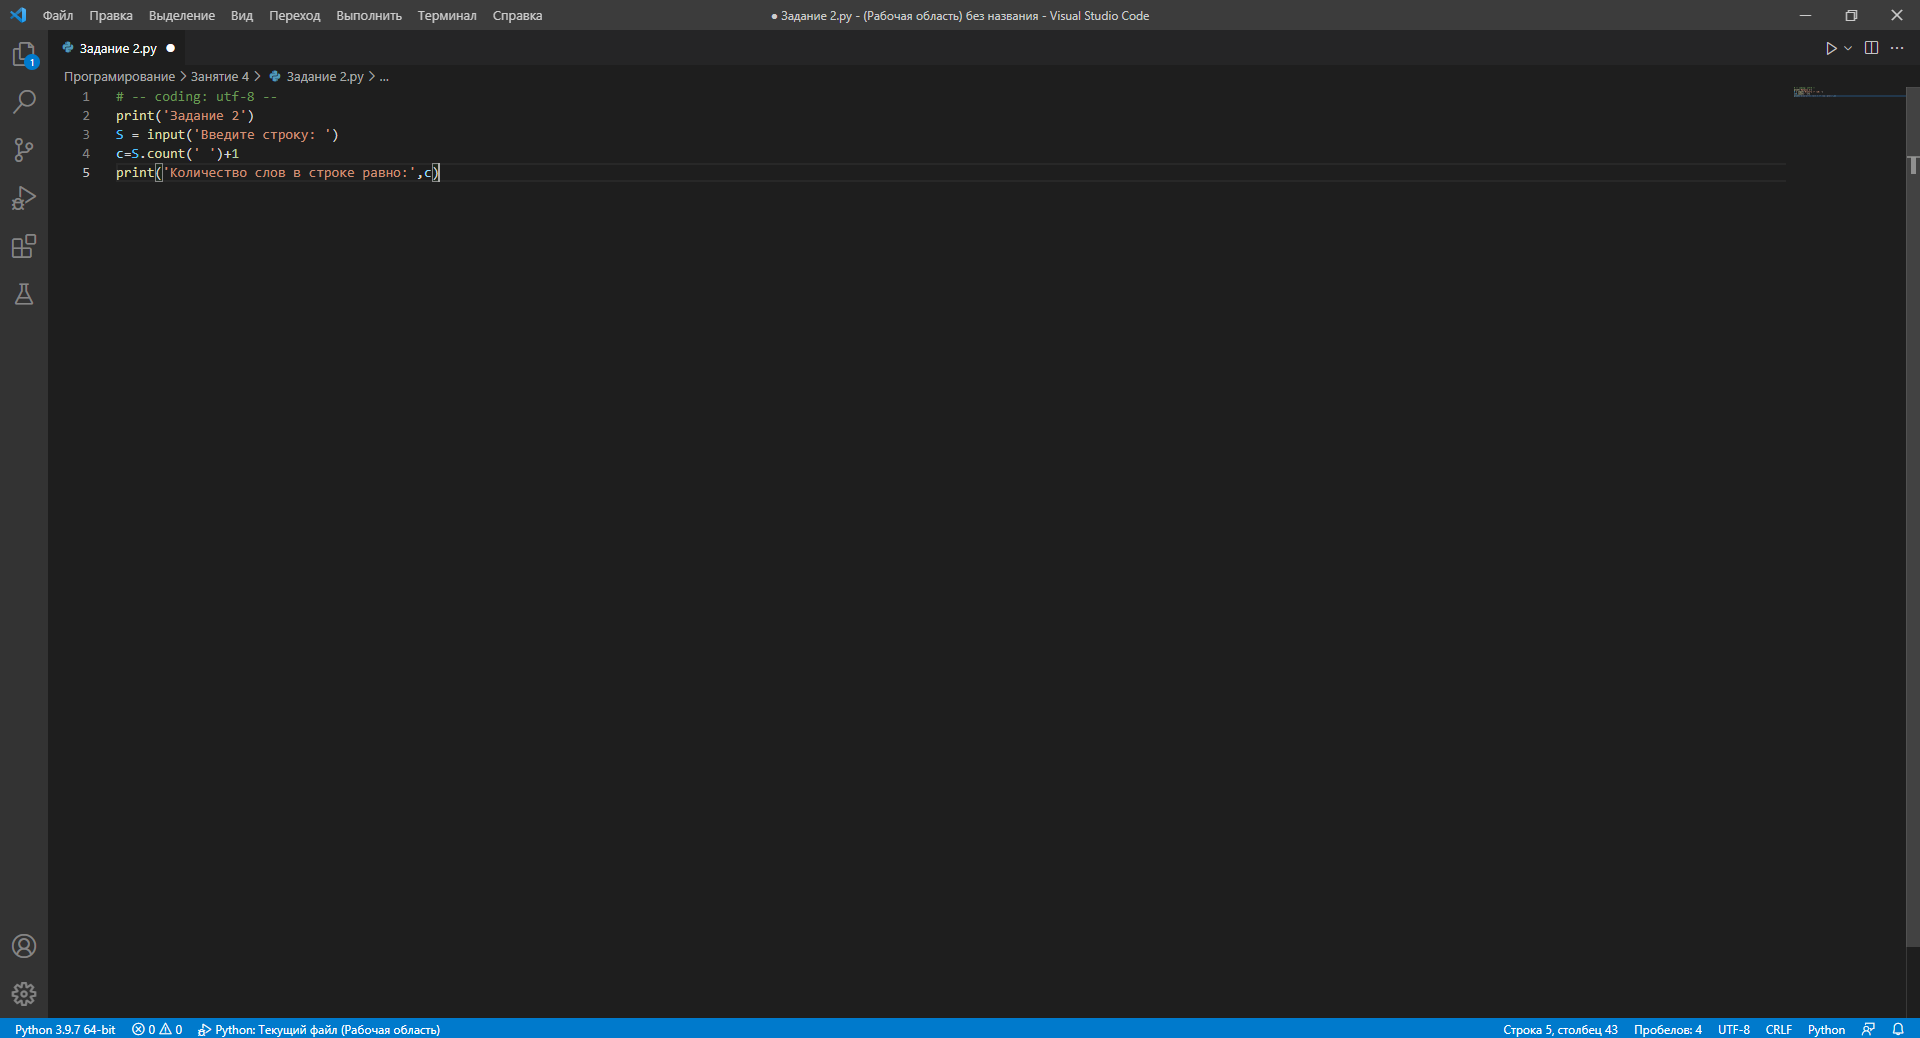 Файл Правка Выделение Вид Переход Выполнить Терминал Справка
● Задание 2.py - (Рабочая область) без названия - Visual Studio Code
Задание 2.py ●
1
Програмирование > Занятие 4 > Задание 2.py > ...
1 # -- coding: utf-8 --
2 print('Задание 2')
3 S = input('Введите строку: ')
4 c=S.count(' ')+1
5 print('Количество слов в строке равно:',c)
Python 3.9.7 64-bit 0 0 Python: Текущий файл (Рабочая область) Строка 5, столбец 43 Пробелов: 4 UTF-8 CRLF Python